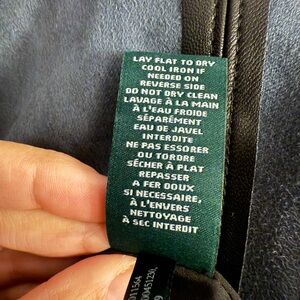 LAY FLAT TO DRY
COOL IRON IF
NEEDED ON
REVERSE SIDE
DO NOT DRY CLEAN
LAVAGE À LA MAIN
À L'EAU FROIDE
SÉPARÉMENT
EAU DE JAVEL
INTERDITE
NE PAS ESSORER
OU TORDRE
SÉCHER À PLAT
REPASSER
A FER DOUX
SI NECESSAIRE,
À L'ENVERS
NETTOYAGE
À SEC INTERDIT